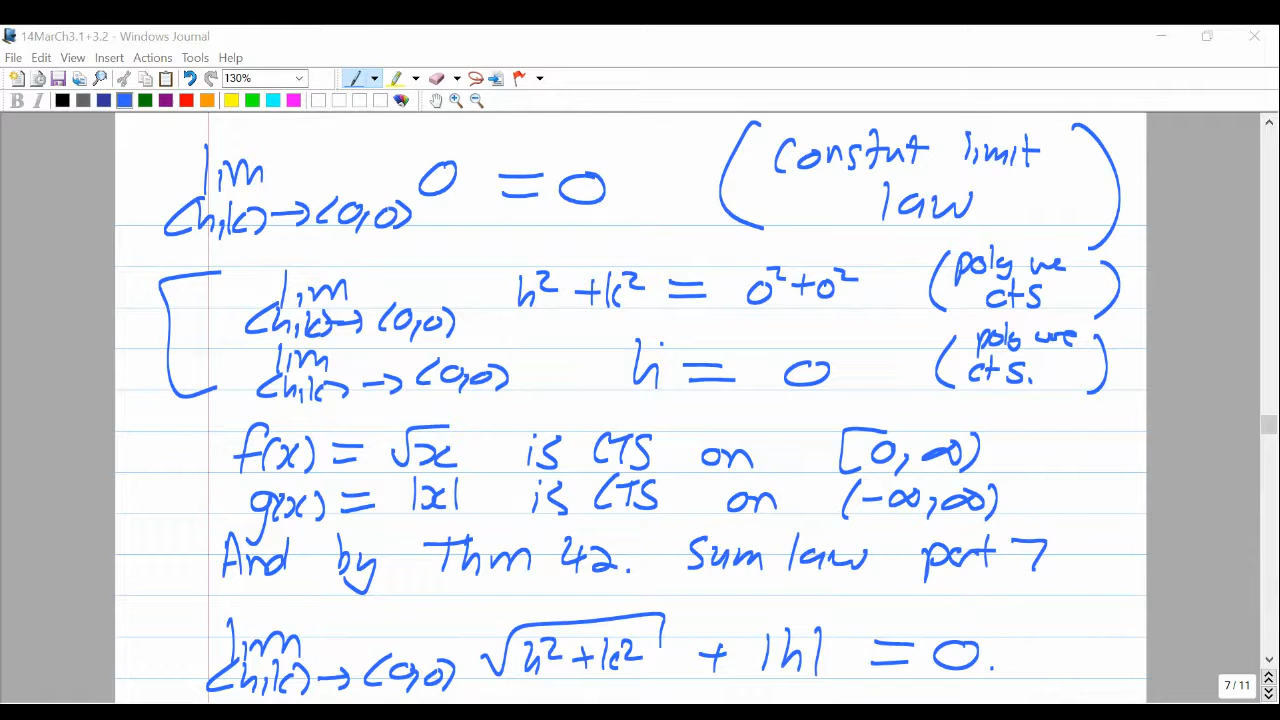 14MarCh3.1+3.2 - Windows Journal
File Edit View Insert Actions Tools Help
130%
B I
lim (h,k)→(0,0) 0 = 0 (constant limit law)
lim (h,k)→(0,0) h² + k² = 0² + 0² (poly are cts)
lim (h,k)→(0,0) h = 0 (poly are cts.)
f(x) = √x is CTS on [0, ∞)
g(x) = |x| is CTS on (-∞, ∞)
And by Thm 42. Sum law part 7
lim (h,k)→(0,0) √(h² + k²) + |h| = 0.
7 / 11